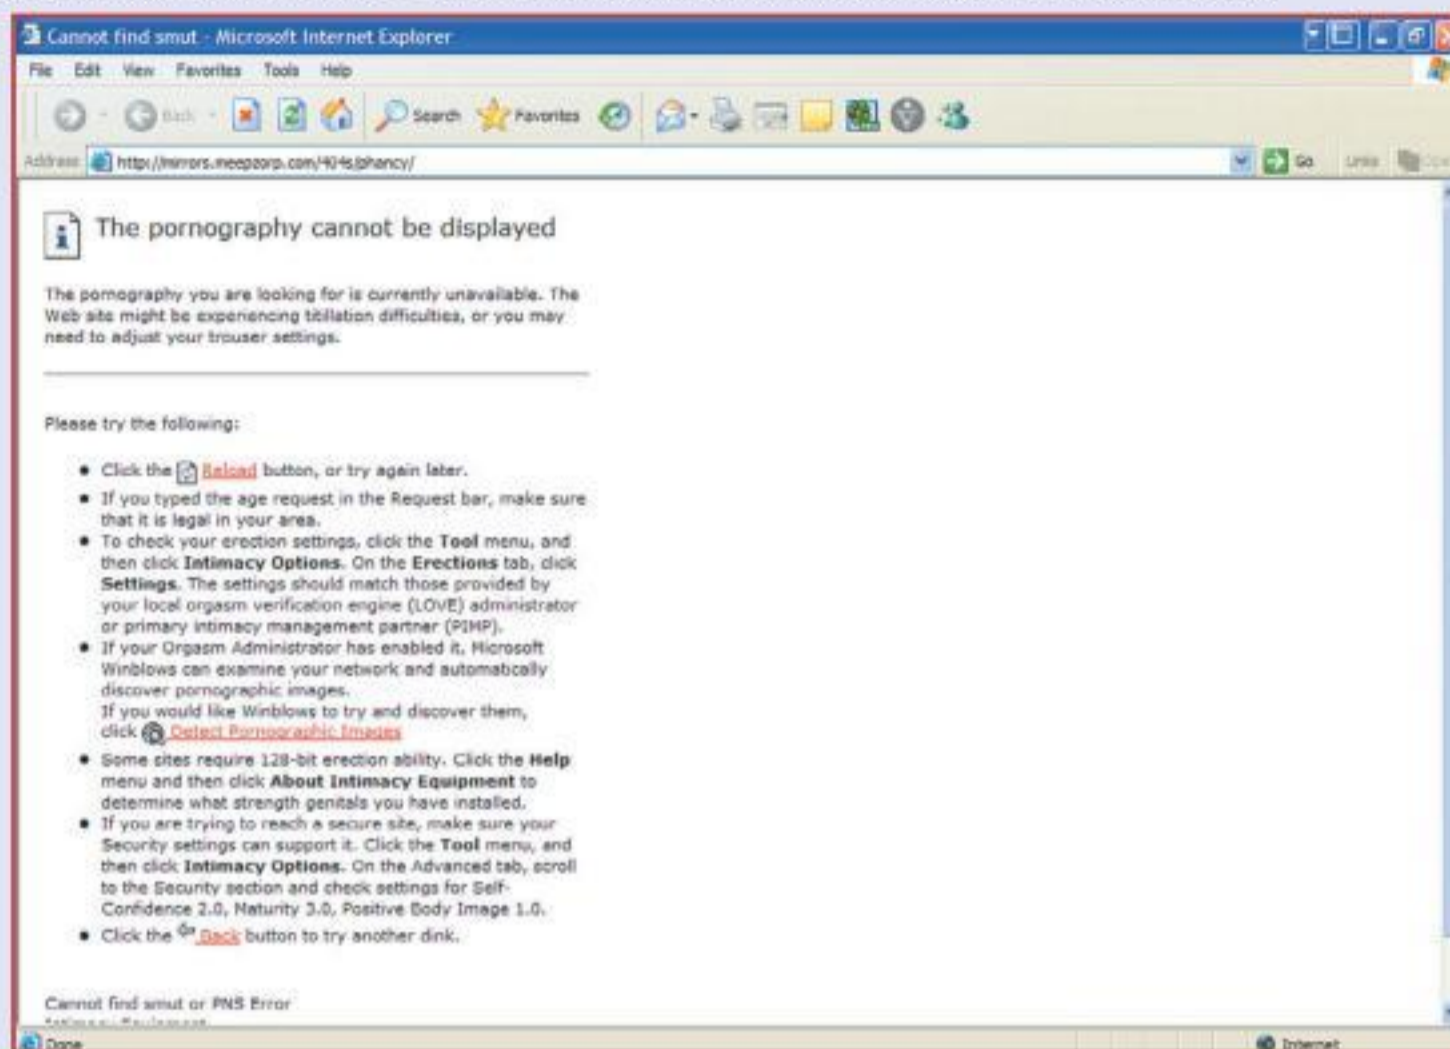 Cannot find smut - Microsoft Internet Explorer
File Edit View Favorites Tools Help
Back Search Favorites
Address http://mirrors.meepzorp.com/404s/phancy/ Go Links
The pornography cannot be displayed
The pornography you are looking for is currently unavailable. The
Web site might be experiencing titillation difficulties, or you may
need to adjust your trouser settings.
Please try the following:
Click the Reload button, or try again later.
If you typed the age request in the Request bar, make sure
that it is legal in your area.
To check your erection settings, click the Tool menu, and
then click Intimacy Options. On the Erections tab, click
Settings. The settings should match those provided by
your local orgasm verification engine (LOVE) administrator
or primary intimacy management partner (PIMP).
If your Orgasm Administrator has enabled it, Microsoft
Winblows can examine your network and automatically
discover pornographic images.
If you would like Winblows to try and discover them,
click Detect Pornographic Images
Some sites require 128-bit erection ability. Click the Help
menu and then click About Intimacy Equipment to
determine what strength genitals you have installed.
If you are trying to reach a secure site, make sure your
Security settings can support it. Click the Tool menu, and
then click Intimacy Options. On the Advanced tab, scroll
to the Security section and check settings for Self-
Confidence 2.0, Maturity 3.0, Positive Body Image 1.0.
Click the Back button to try another dink.
Cannot find smut or PNS Error
Done Internet